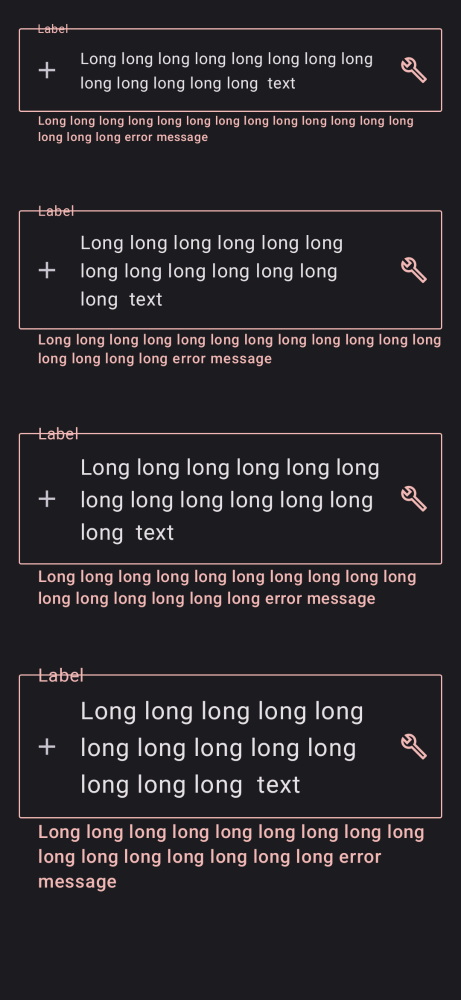 Label
Long long long long long long long long
long long long long long  text
Long long long long long long long long long long long long long
long long long error message
Label
Long long long long long long
long long long long long long
long  text
Long long long long long long long long long long long long
long long long long error message
Label
Long long long long long long
long long long long long long
long  text
Long long long long long long long long long long
long long long long long long error message
Label
Long long long long long
long long long long long
long long long  text
Long long long long long long long long long
long long long long long long long error
message